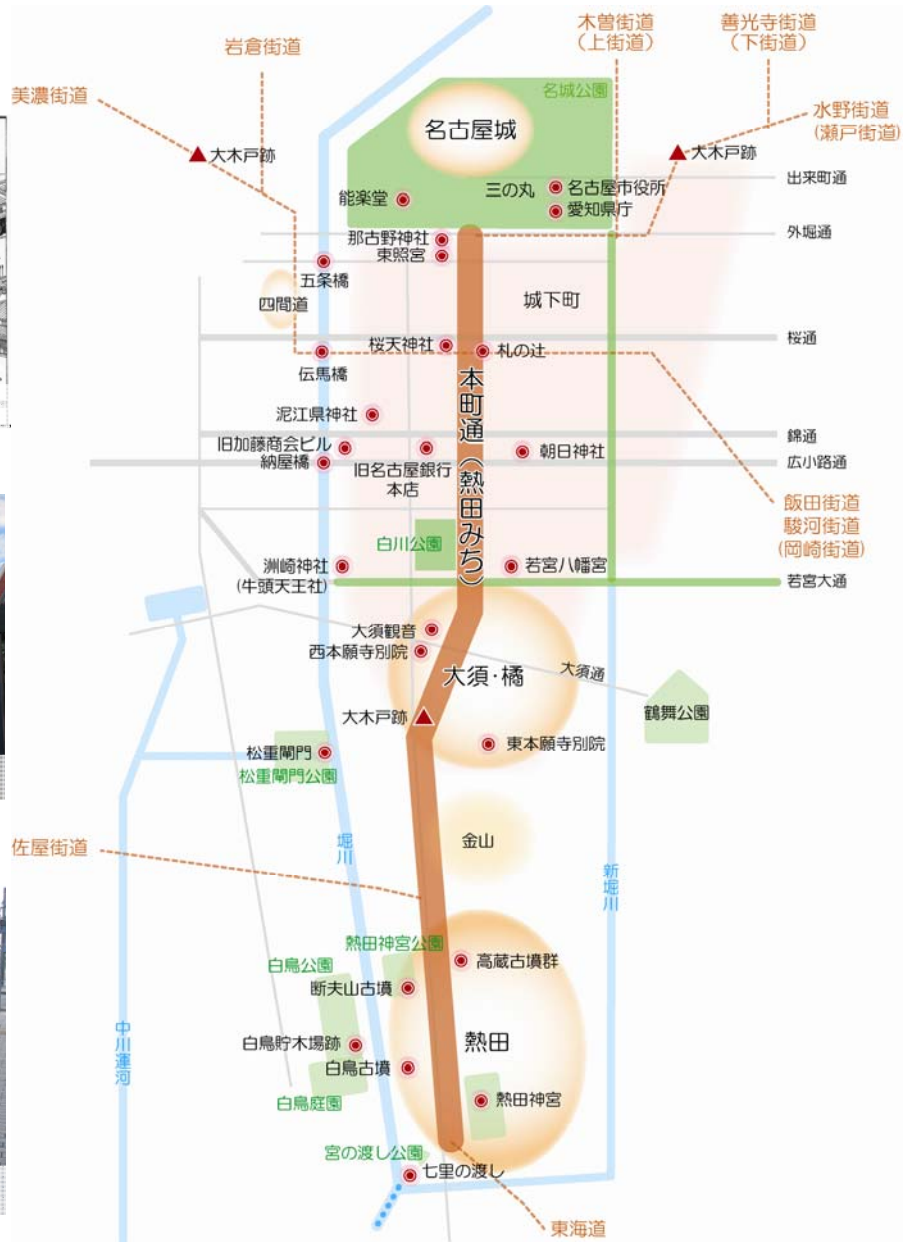 木曽街道
(上街道)
善光寺街道
(下街道)
岩倉街道
美濃街道
水野街道
(瀬戸街道)
名城公園
名古屋城
大木戸跡
大木戸跡
出来町通
三の丸
名古屋市役所
愛知県庁
能楽堂
外堀通
那古野神社
東照宮
五条橋
四間道
城下町
桜通
桜天神社
札の辻
伝馬橋
本町通（熱田みち）
泥江県神社
錦通
旧加藤商会ビル
納屋橋
旧名古屋銀行
本店
朝日神社
広小路通
飯田街道
駿河街道
(岡崎街道)
白川公園
洲崎神社
(牛頭天王社)
若宮八幡宮
若宮大通
大須観音
西本願寺別院
大須・橘
大須通
鶴舞公園
大木戸跡
東本願寺別院
松重閘門
松重閘門公園
佐屋街道
金山
堀川
新堀川
熱田神宮公園
高蔵古墳群
白鳥公園
断夫山古墳
中川運河
白鳥貯木場跡
熱田
白鳥古墳
白鳥庭園
熱田神宮
宮の渡し公園
七里の渡し
東海道